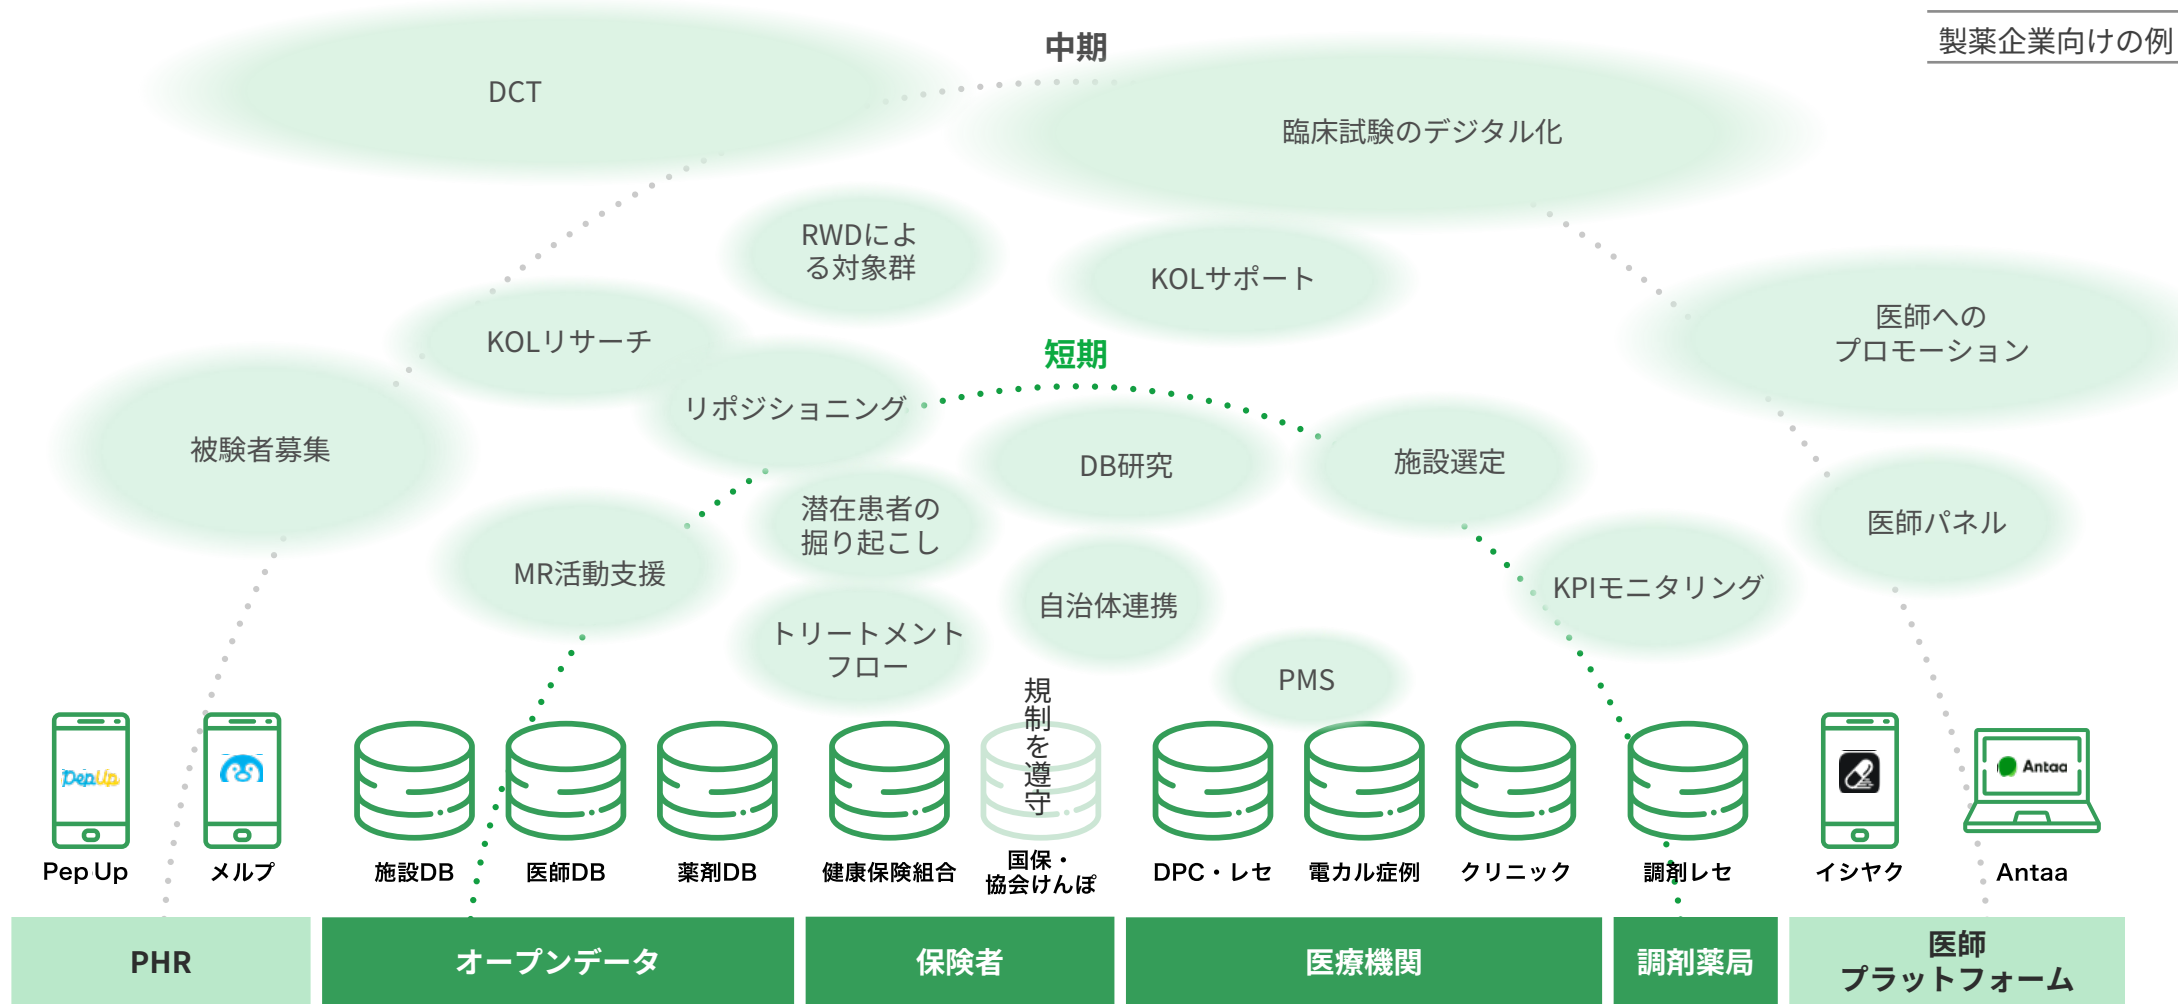 製薬企業向けの例
中期
DCT
臨床試験のデジタル化
RWDによ
る対象群
KOLサポート
KOLリサーチ
医師への
プロモーション
短期
リポジショニング
被験者募集
DB研究
施設選定
潜在患者の
掘り起こし
医師パネル
MR活動支援
KPIモニタリング
自治体連携
トリートメント
フロー
PMS
規制を遵守
PepUp
Antaa
Pep Up
メルプ
施設DB
医師DB
薬剤DB
健康保険組合
国保・
協会けんぽ
DPC・レセ
電カル症例
クリニック
調剤レセ
イシヤク
Antaa
PHR
オープンデータ
保険者
医療機関
調剤薬局
医師
プラットフォーム